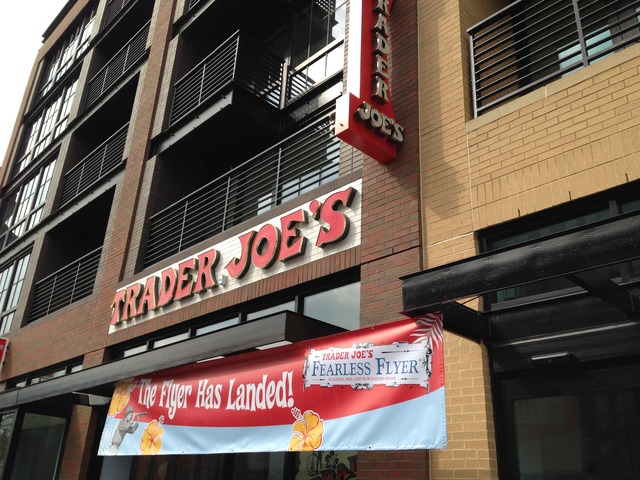 TRADER
JOE'S
TRADER JOE'S
The Flyer Has Landed!
TRADER JOE'S
FEARLESS FLYER